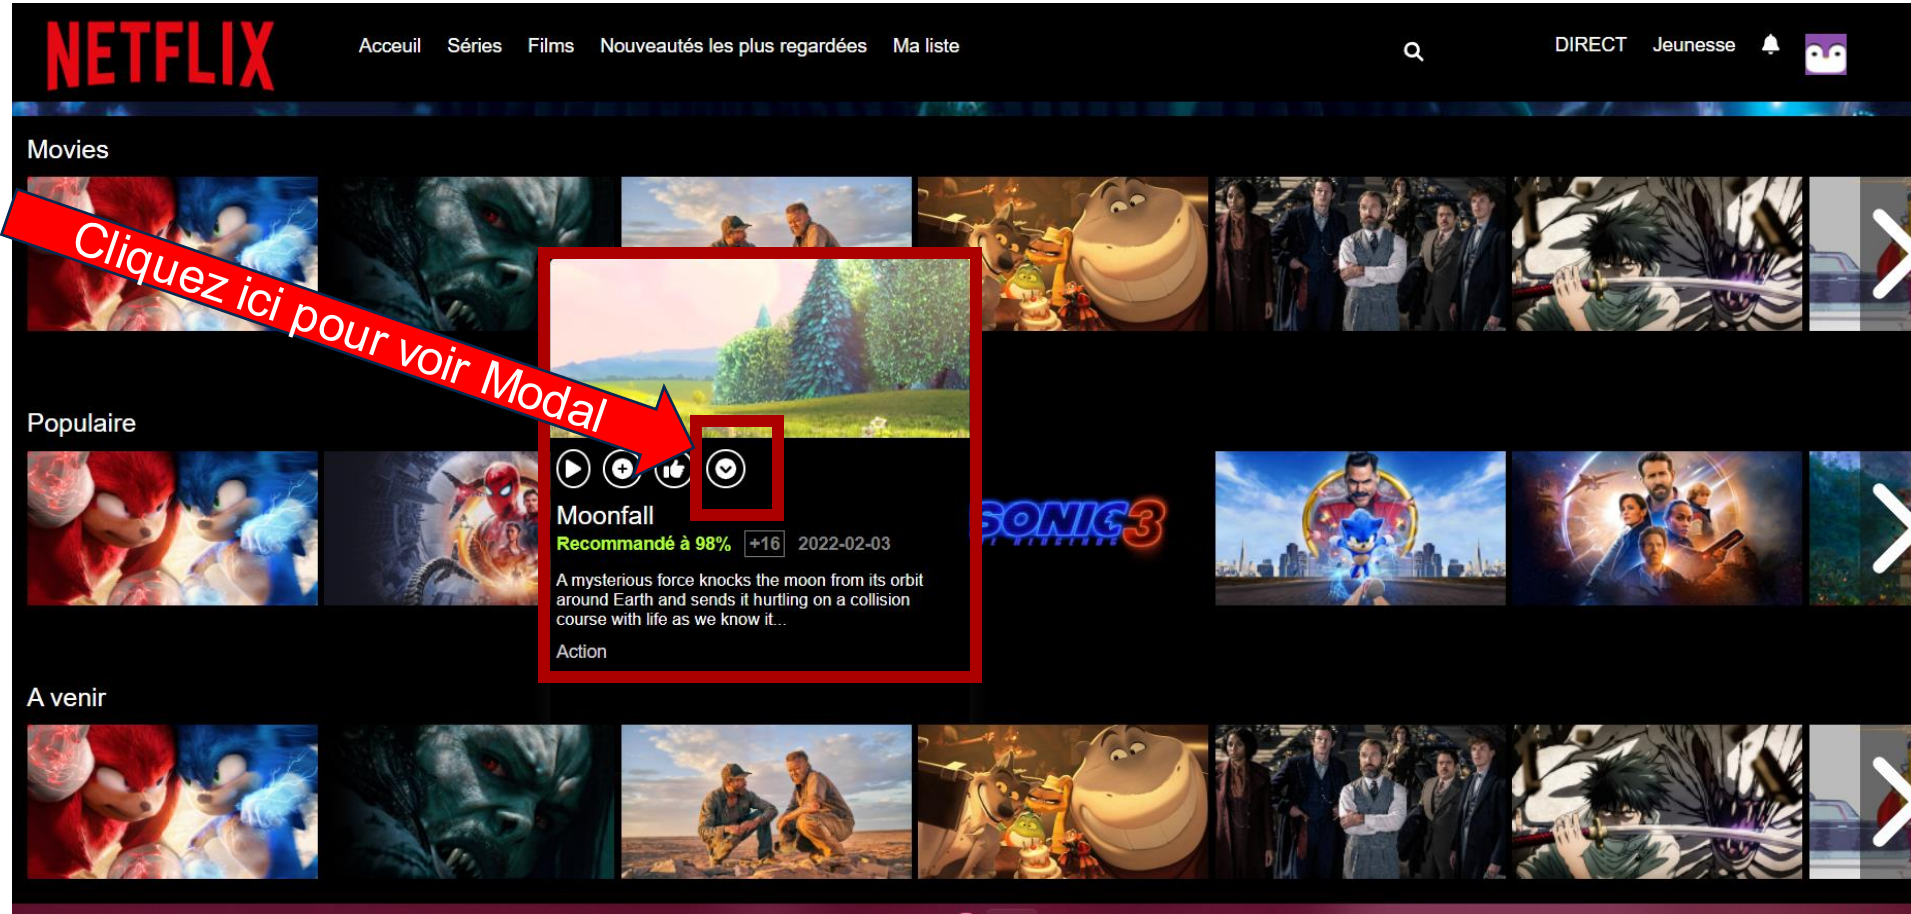 NETFLIX
Acceuil Séries Films Nouveautés les plus regardées Ma liste
DIRECT Jeunesse
Movies
Cliquez ici pour voir Modal
Populaire
Moonfall
Recommandé à 98% +16 2022-02-03
A mysterious force knocks the moon from its orbit
around Earth and sends it hurtling on a collision
course with life as we know it...
Action
SONIC 3
THE HEDGEHOG
A venir